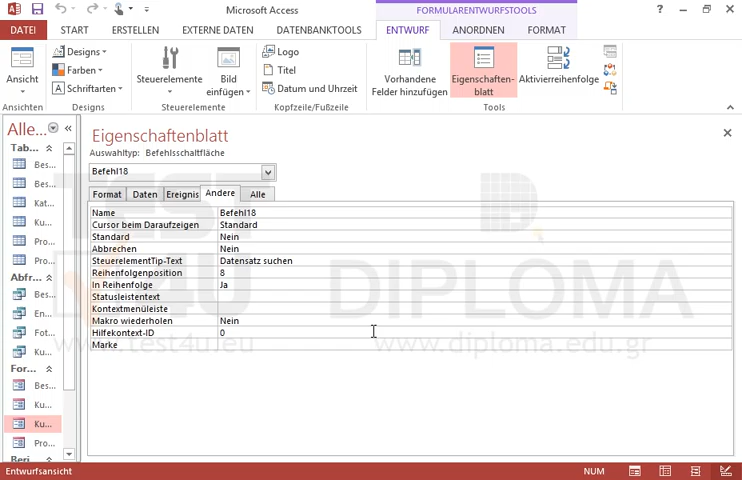 Microsoft Access
FORMULARENTWURFSTOOLS
DATEI START ERSTELLEN EXTERNE DATEN DATENBANKTOOLS ENTWURF ANORDNEN FORMAT
Ansicht
Ansichten
Designs
Farben
Schriftarten
Designs
Steuerelemente
Bild einfügen
Steuerelemente
Logo
Titel
Datum und Uhrzeit
Kopfzeile/Fußzeile
Vorhandene
Felder hinzufügen
Eigenschaften-
blatt
Aktivierreihenfolge
Tools
Alle...
Tab...
Bes...
Bes...
Kat...
Ku...
Pro...
Abfr...
Bes...
En...
Fot...
Ku...
For...
Bes...
Ku...
Ku...
Pro...
Beri...
Eigenschaftenblatt
Auswahltyp: Befehlsschaltfläche
Befehl18
Format Daten Ereignis Andere Alle
Name Befehl18
Cursor beim Daraufzeigen Standard
Standard Nein
Abbrechen Nein
SteuerelementTip-Text Datensatz suchen
Reihenfolgenposition 8
In Reihenfolge Ja
Statusleistentext
Kontextmenüleiste
Makro wiederholen Nein
Hilfekontext-ID 0
Marke
TEST4U
www.test4u.eu
DIPLOMA
www.diploma.edu.gr
Entwurfsansicht
NUM